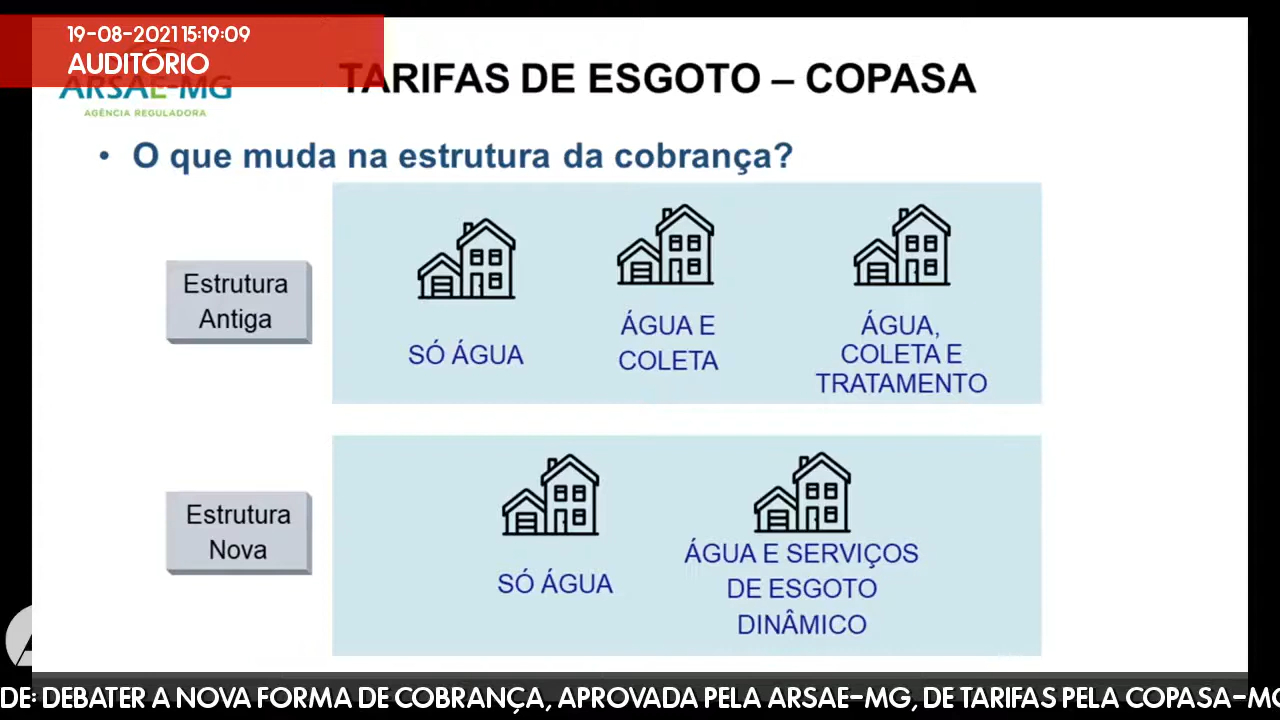 19-08-2021 15:19:09
AUDITÓRIO
ARSAE-MG
AGÊNCIA REGULADORA
TARIFAS DE ESGOTO – COPASA
• O que muda na estrutura da cobrança?
Estrutura
Antiga
SÓ ÁGUA
ÁGUA E
COLETA
ÁGUA,
COLETA E
TRATAMENTO
Estrutura
Nova
SÓ ÁGUA
ÁGUA E SERVIÇOS
DE ESGOTO
DINÂMICO
DE: DEBATER A NOVA FORMA DE COBRANÇA, APROVADA PELA ARSAE-MG, DE TARIFAS PELA COPASA-MG